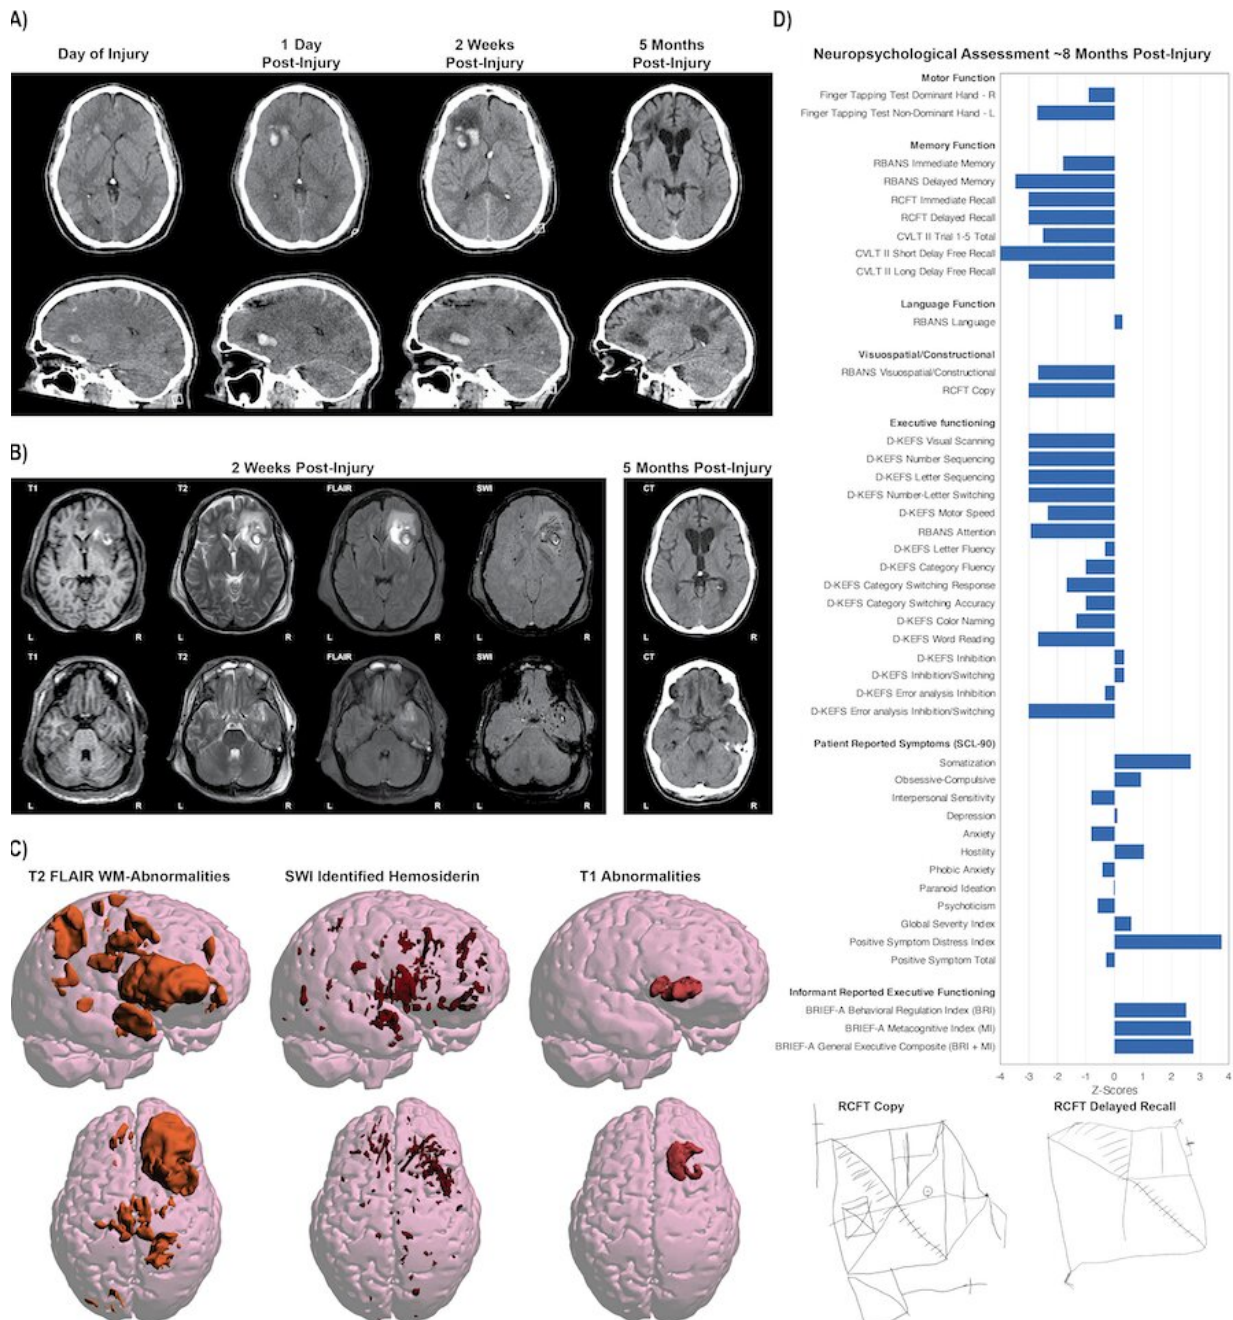 A)
Day of Injury
1 Day
Post-Injury
2 Weeks
Post-Injury
5 Months
Post-Injury
B)
2 Weeks Post-Injury
5 Months Post-Injury
T1
T2
FLAIR
SWI
CT
L R
L R
L R
L R
L R
T1
T2
FLAIR
SWI
CT
L R
L R
L R
L R
L R
C)
T2 FLAIR WM-Abnormalities
SWI Identified Hemosiderin
T1 Abnormalities
D)
Neuropsychological Assessment ~8 Months Post-Injury
Motor Function
Finger Tapping Test Dominant Hand - R
Finger Tapping Test Non-Dominant Hand - L
Memory Function
RBANS Immediate Memory
RBANS Delayed Memory
RCFT Immediate Recall
RCFT Delayed Recall
CVLT II Trial 1-5 Total
CVLT II Short Delay Free Recall
CVLT II Long Delay Free Recall
Language Function
RBANS Language
Visuospatial/Constructional
RBANS Visuospatial/Constructional
RCFT Copy
Executive functioning
D-KEFS Visual Scanning
D-KEFS Number Sequencing
D-KEFS Letter Sequencing
D-KEFS Number-Letter Switching
D-KEFS Motor Speed
RBANS Attention
D-KEFS Letter Fluency
D-KEFS Category Fluency
D-KEFS Category Switching Response
D-KEFS Category Switching Accuracy
D-KEFS Color Naming
D-KEFS Word Reading
D-KEFS Inhibition
D-KEFS Inhibition/Switching
D-KEFS Error analysis Inhibition
D-KEFS Error analysis Inhibition/Switching
Patient Reported Symptoms (SCL-90)
Somatization
Obsessive-Compulsive
Interpersonal Sensitivity
Depression
Anxiety
Hostility
Phobic Anxiety
Paranoid Ideation
Psychoticism
Global Severity Index
Positive Symptom Distress Index
Positive Symptom Total
Informant Reported Executive Functioning
BRIEF-A Behavioral Regulation Index (BRI)
BRIEF-A Metacognitive Index (MI)
BRIEF-A General Executive Composite (BRI + MI)
-4 -3 -2 -1 0 1 2 3 4
Z-Scores
RCFT Copy
RCFT Delayed Recall